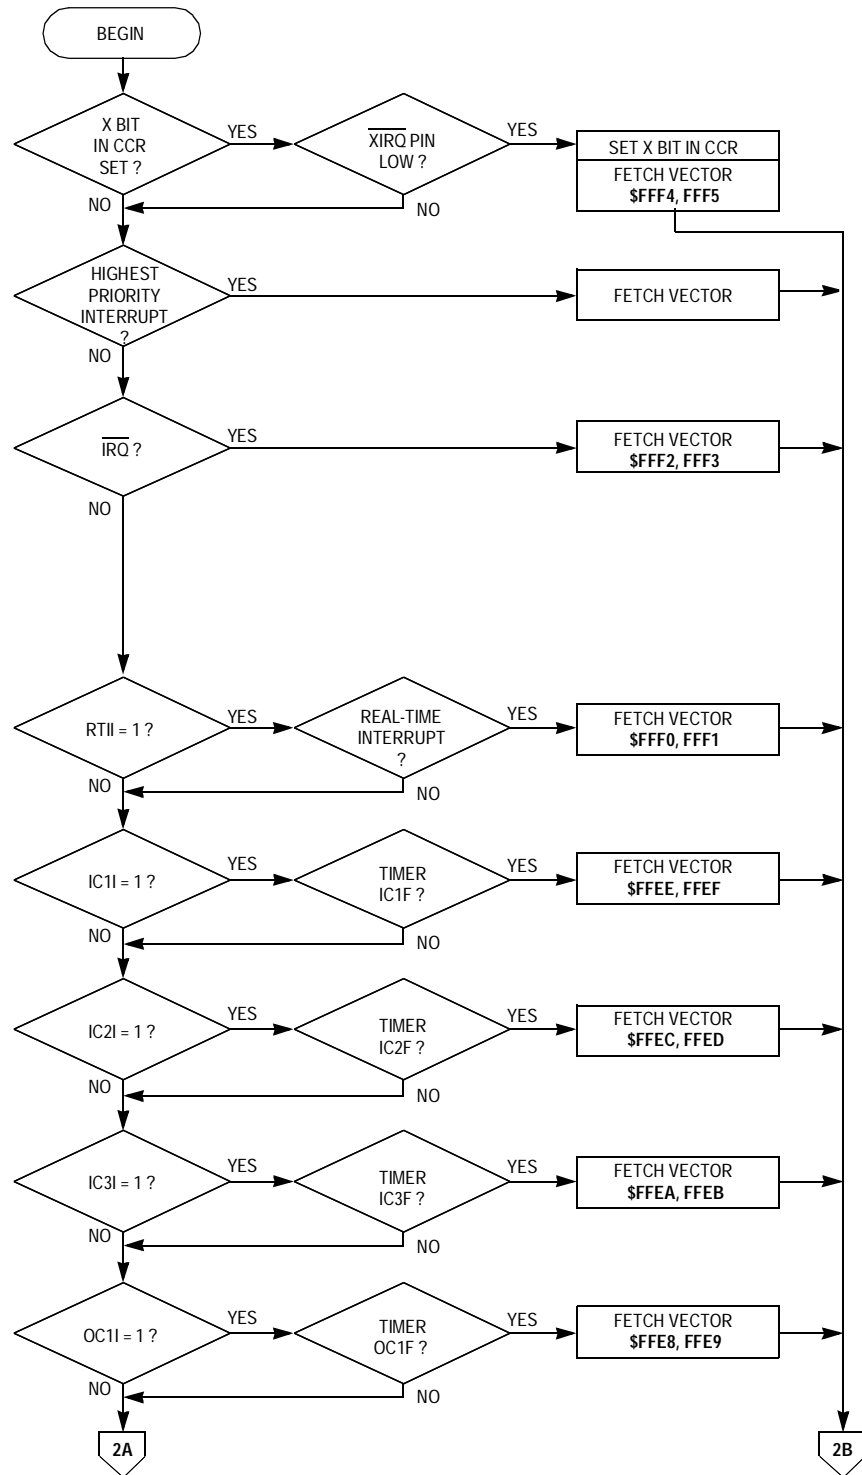 BEGIN
X BIT
IN CCR
SET ?
YES
XIRQ PIN
LOW ?
YES
SET X BIT IN CCR
FETCH VECTOR
$FFF4, FFF5
NO
NO
HIGHEST
PRIORITY
INTERRUPT
?
YES
FETCH VECTOR
NO
IRQ ?
YES
FETCH VECTOR
$FFF2, FFF3
NO
RTII = 1 ?
YES
REAL-TIME
INTERRUPT
?
YES
FETCH VECTOR
$FFF0, FFF1
NO
NO
IC1I = 1 ?
YES
TIMER
IC1F ?
YES
FETCH VECTOR
$FFEE, FFEF
NO
NO
IC2I = 1 ?
YES
TIMER
IC2F ?
YES
FETCH VECTOR
$FFEC, FFED
NO
NO
IC3I = 1 ?
YES
TIMER
IC3F ?
YES
FETCH VECTOR
$FFEA, FFEB
NO
NO
OC1I = 1 ?
YES
TIMER
OC1F ?
YES
FETCH VECTOR
$FFE8, FFE9
NO
NO
2A
2B